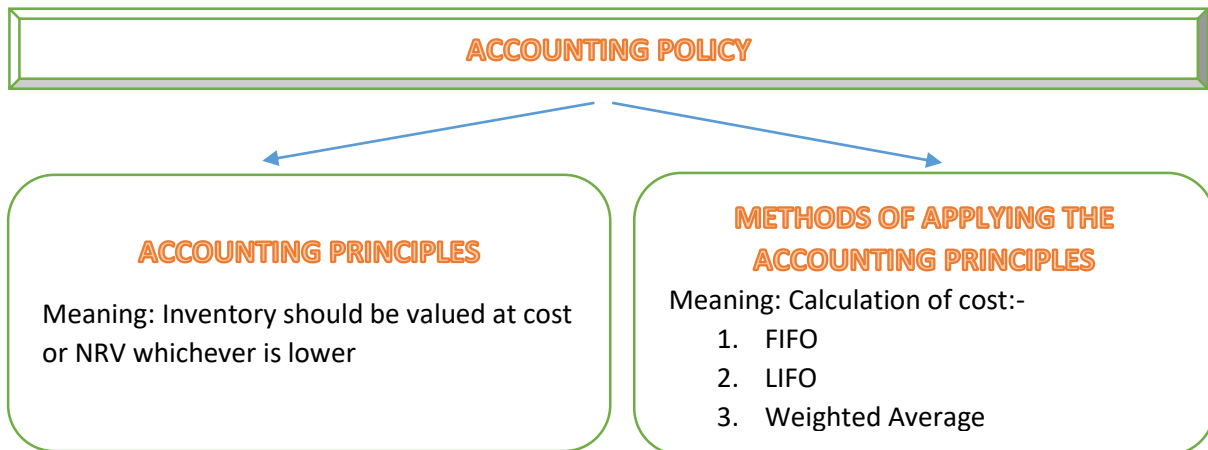 ACCOUNTING POLICY
ACCOUNTING PRINCIPLES
Meaning: Inventory should be valued at cost
or NRV whichever is lower
METHODS OF APPLYING THE
ACCOUNTING PRINCIPLES
Meaning: Calculation of cost:-
1. FIFO
2. LIFO
3. Weighted Average